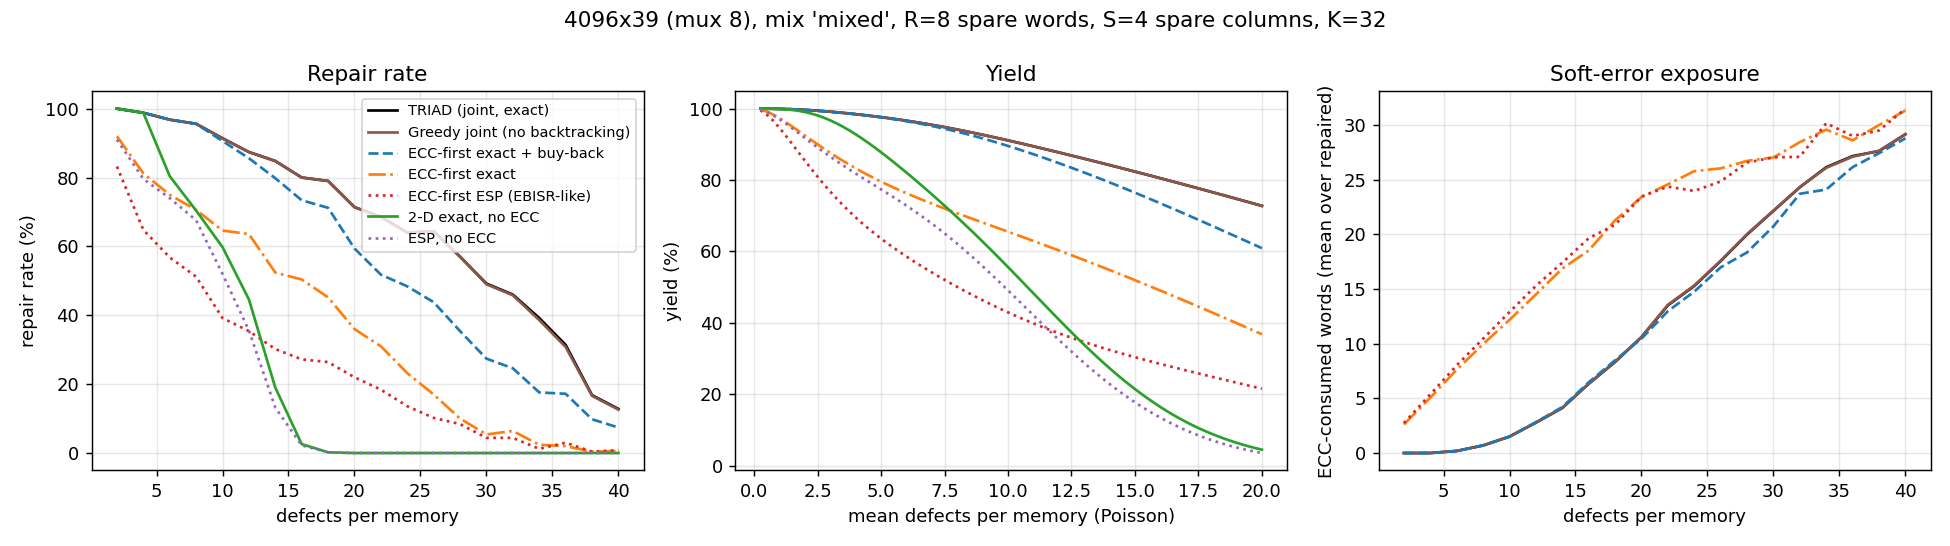 4096x39 (mux 8), mix 'mixed', R=8 spare words, S=4 spare columns, K=32
Repair rate
repair rate (%)
100
80
60
40
20
0
TRIAD (joint, exact)
Greedy joint (no backtracking)
ECC-first exact + buy-back
ECC-first exact
ECC-first ESP (EBISR-like)
2-D exact, no ECC
ESP, no ECC
5 10 15 20 25 30 35 40
defects per memory
Yield
yield (%)
100
80
60
40
20
0
0.0 2.5 5.0 7.5 10.0 12.5 15.0 17.5 20.0
mean defects per memory (Poisson)
Soft-error exposure
ECC-consumed words (mean over repaired)
30
25
20
15
10
5
0
5 10 15 20 25 30 35 40
defects per memory